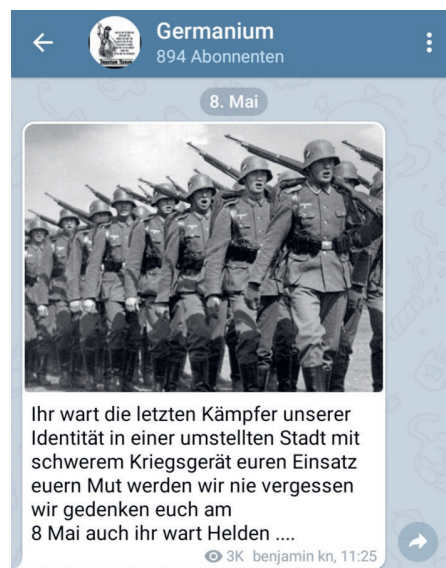 Germanium
894 Abonnenten
8. Mai
Ihr wart die letzten Kämpfer unserer
Identität in einer umstellten Stadt mit
schwerem Kriegsgerät euren Einsatz
euern Mut werden wir nie vergessen
wir gedenken euch am
8 Mai auch ihr wart Helden ....
3K benjamin kn, 11:25